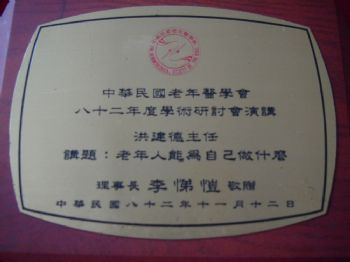 中華民國老年醫學會
八十二年度學術研討會演講
洪建德主任
講題：老年人能為自己做什麼
理事長 李悌愷 敬贈
中華民國八十二年十一月十二日